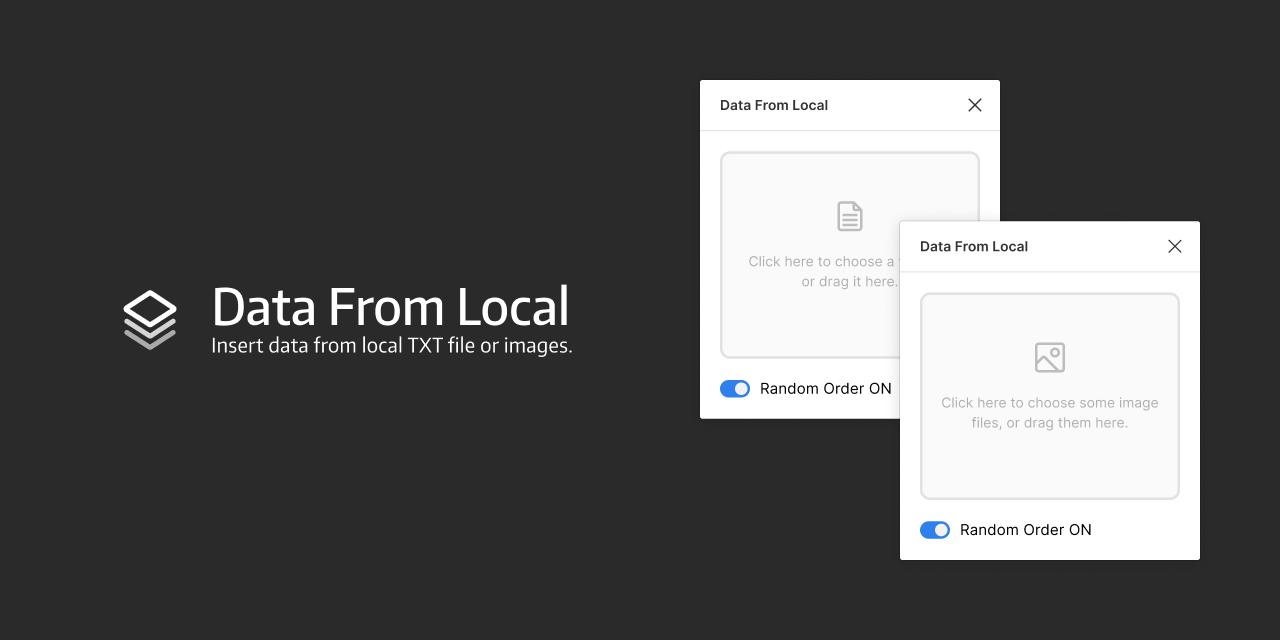 Data From Local
Insert data from local TXT file or images.
Data From Local
Click here to choose a
or drag it here.
Random Order ON
Data From Local
Click here to choose some image
files, or drag them here.
Random Order ON